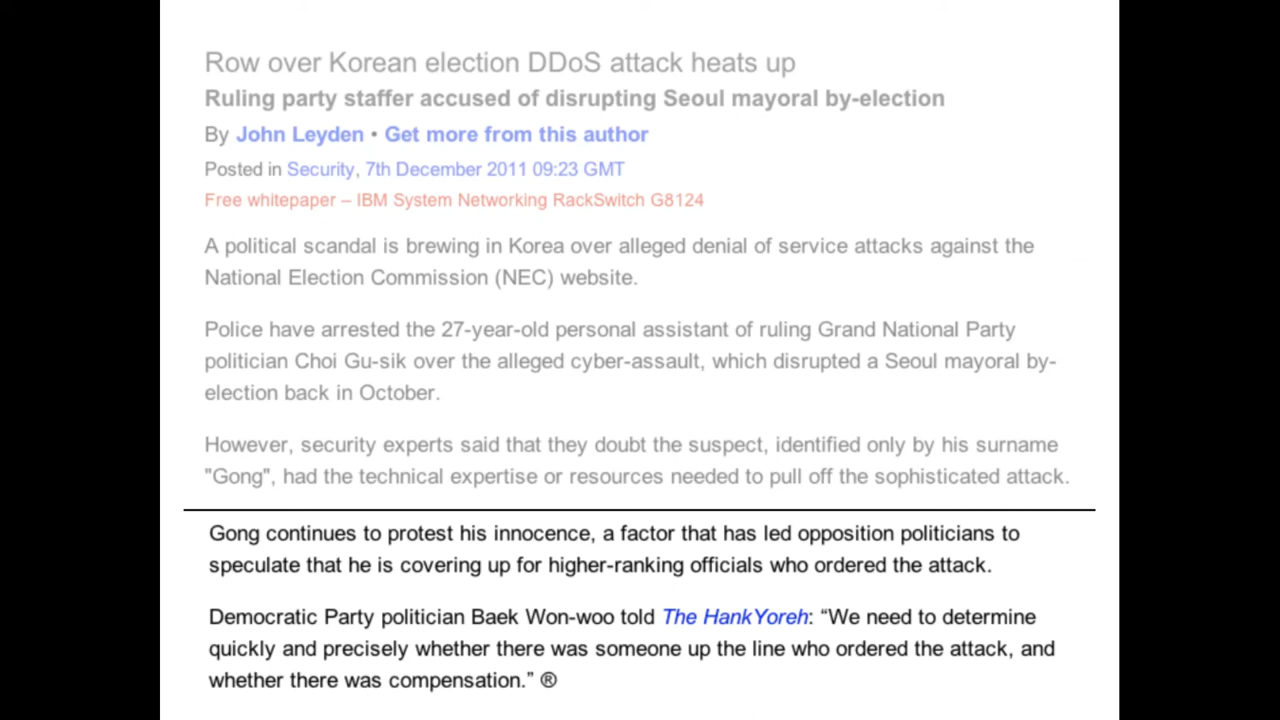 Row over Korean election DDoS attack heats up
Ruling party staffer accused of disrupting Seoul mayoral by-election
By John Leyden • Get more from this author
Posted in Security, 7th December 2011 09:23 GMT
Free whitepaper – IBM System Networking RackSwitch G8124
A political scandal is brewing in Korea over alleged denial of service attacks against the
National Election Commission (NEC) website.
Police have arrested the 27-year-old personal assistant of ruling Grand National Party
politician Choi Gu-sik over the alleged cyber-assault, which disrupted a Seoul mayoral by-
election back in October.
However, security experts said that they doubt the suspect, identified only by his surname
"Gong", had the technical expertise or resources needed to pull off the sophisticated attack.
Gong continues to protest his innocence, a factor that has led opposition politicians to
speculate that he is covering up for higher-ranking officials who ordered the attack.
Democratic Party politician Baek Won-woo told The HankYoreh: “We need to determine
quickly and precisely whether there was someone up the line who ordered the attack, and
whether there was compensation.” ®